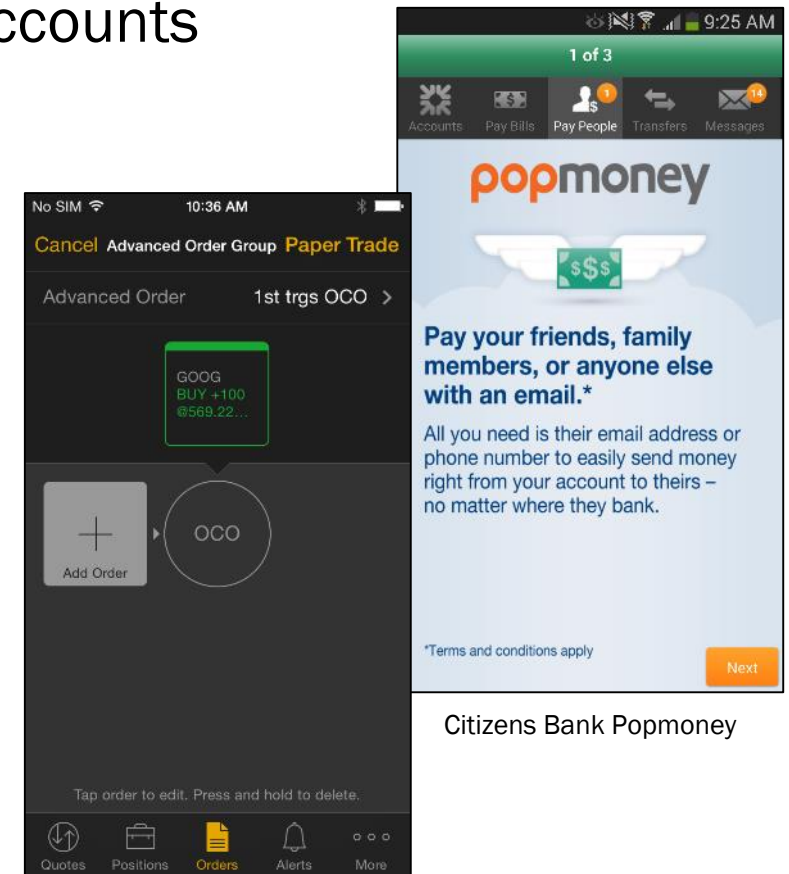 ccounts
9:25 AM
1 of 3
1
14
Accounts Pay Bills Pay People Transfers Messages
popmoney
$$$
Pay your friends, family
members, or anyone else
with an email.*
All you need is their email address or
phone number to easily send money
right from your account to theirs –
no matter where they bank.
*Terms and conditions apply
Next
Citizens Bank Popmoney
No SIM 10:36 AM
Cancel Advanced Order Group Paper Trade
Advanced Order 1st trgs OCO >
GOOG
BUY +100
@569.22...
Add Order
OCO
Tap order to edit. Press and hold to delete.
Quotes Positions Orders Alerts More